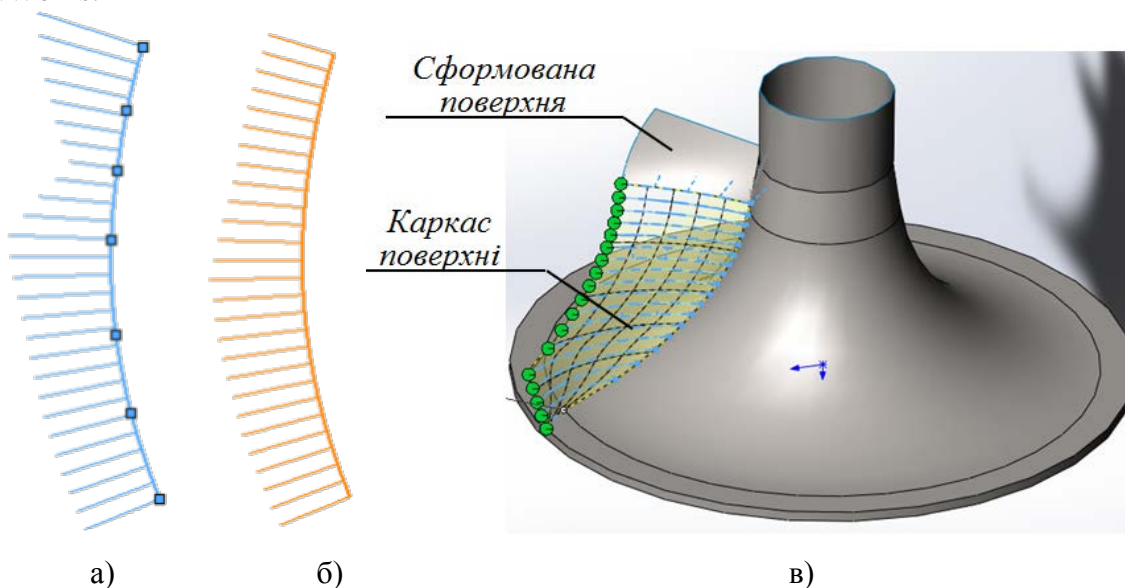 Сформована
поверхня
Каркас
поверхні
а)
б)
в)